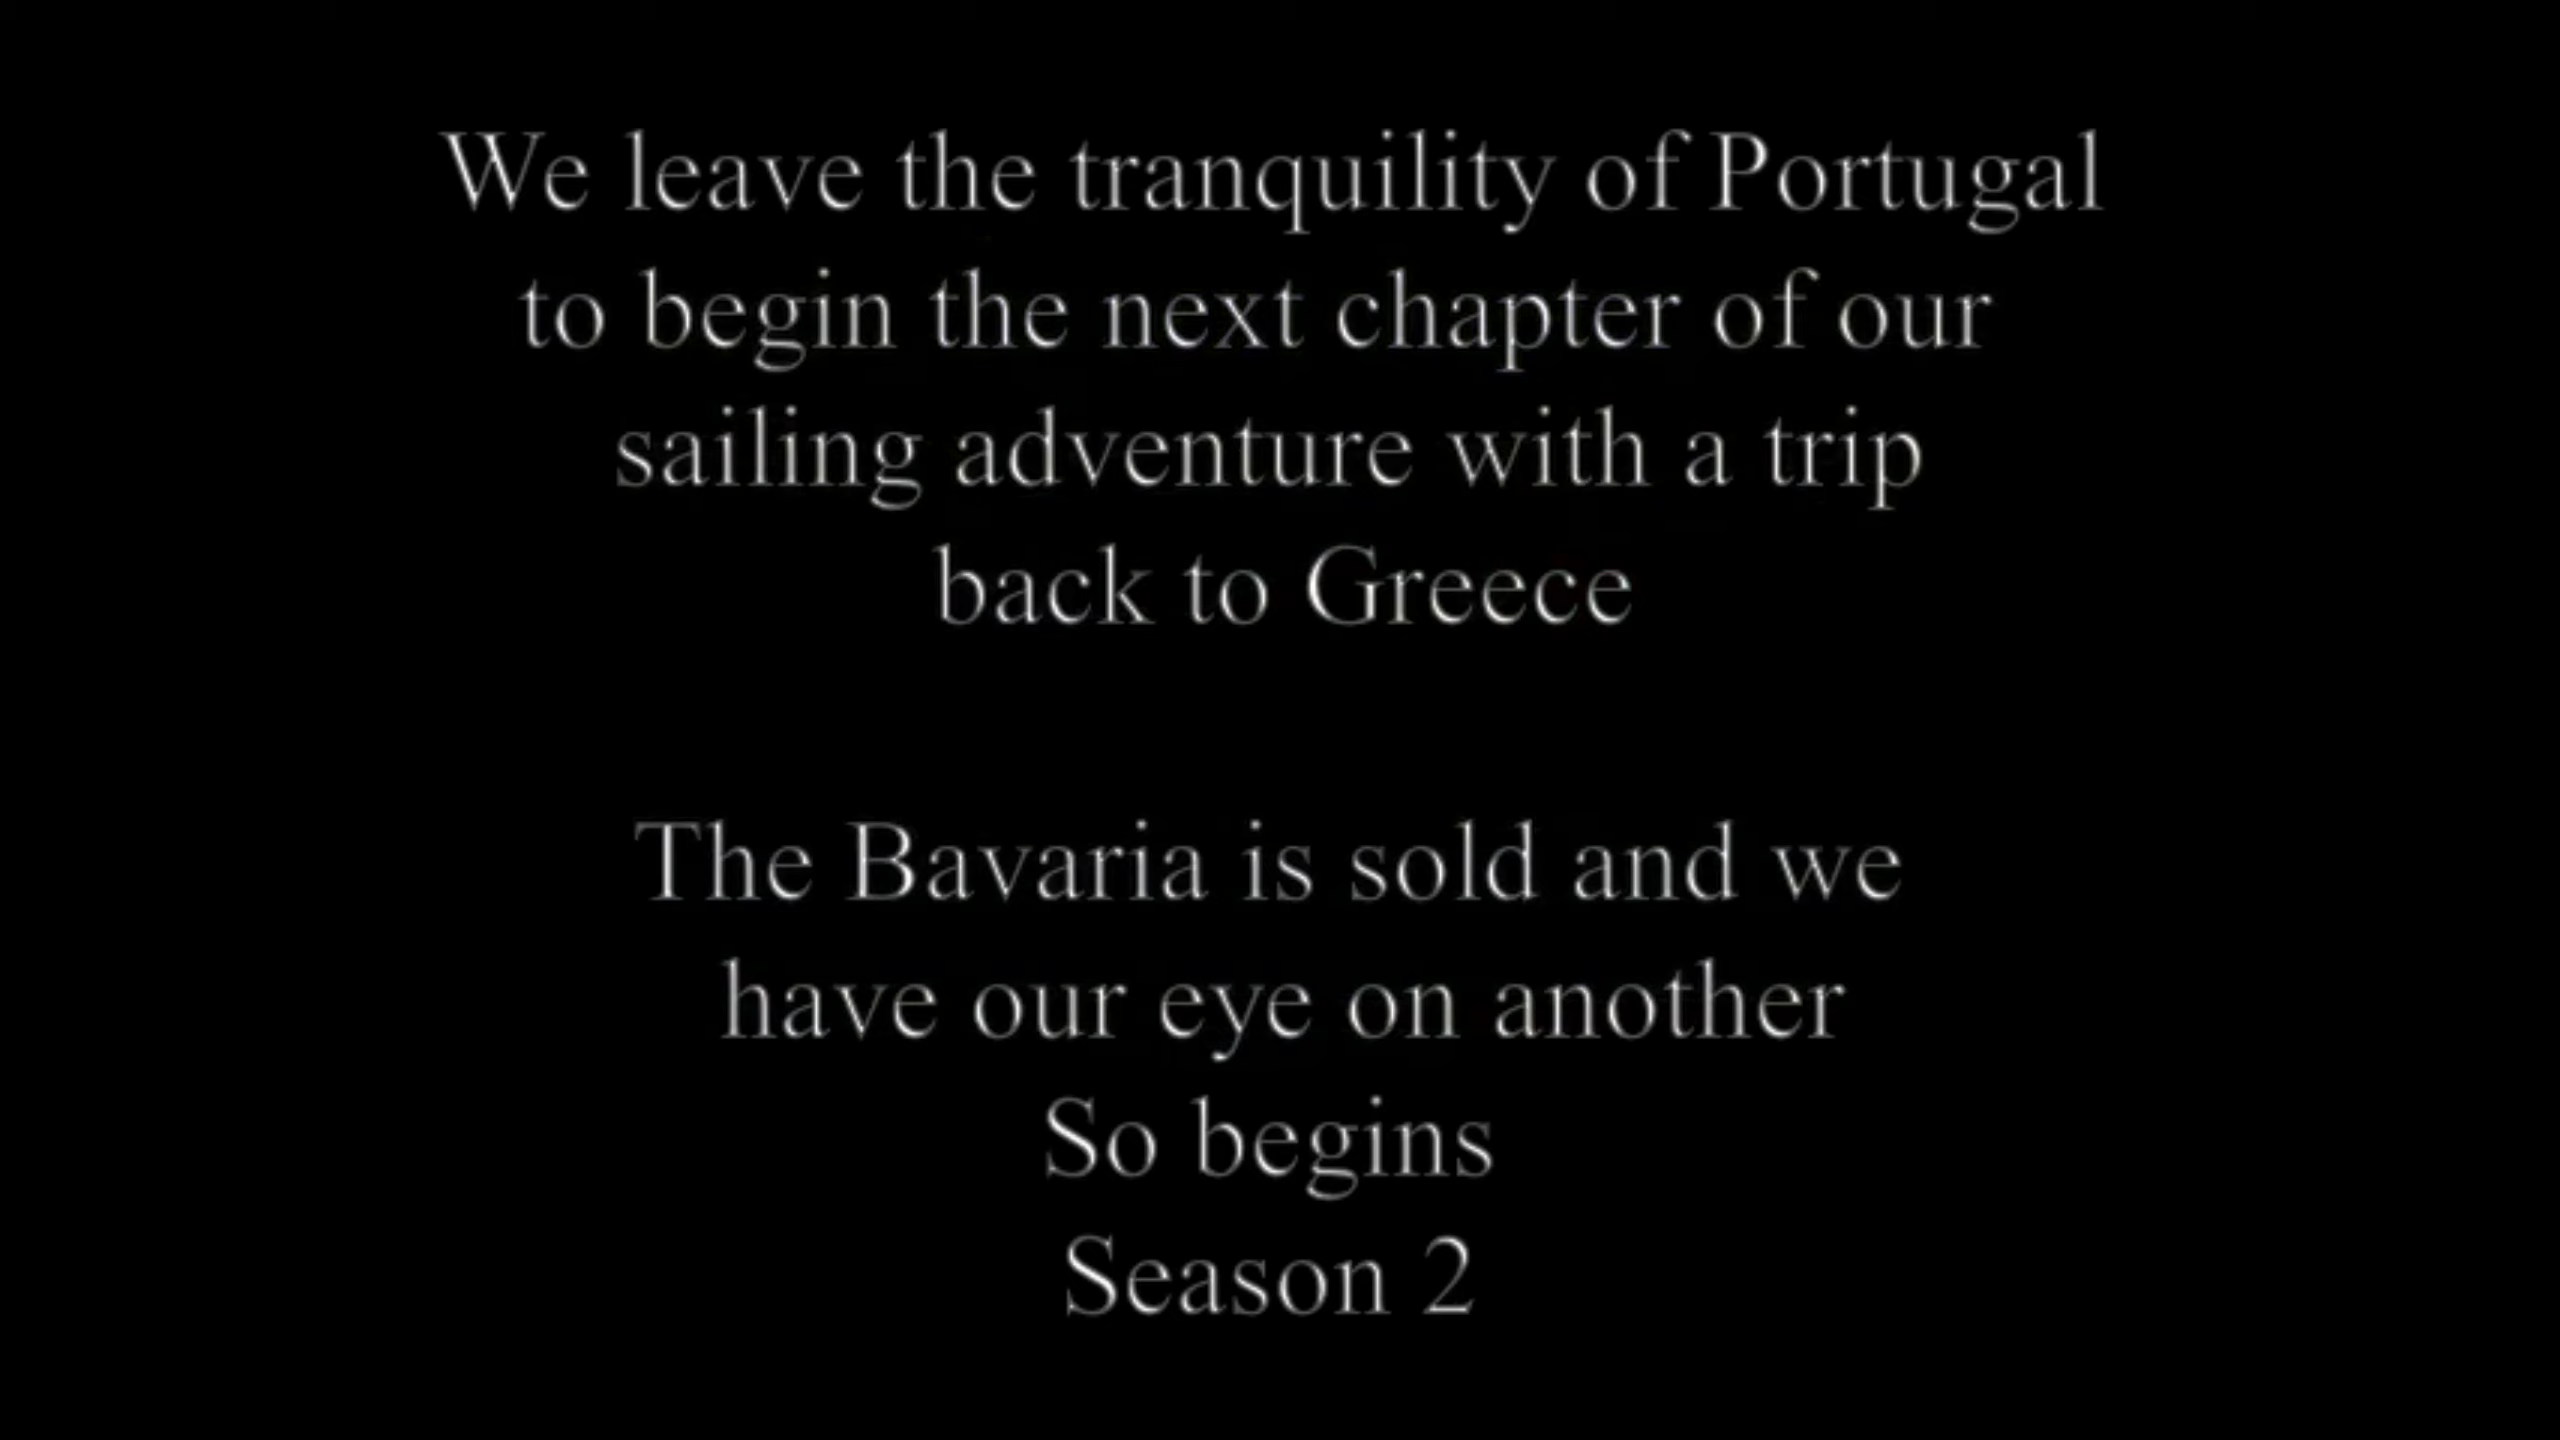 We leave the tranquility of Portugal
to begin the next chapter of our
sailing adventure with a trip
back to Greece
The Bavaria is sold and we
have our eye on another
So begins
Season 2